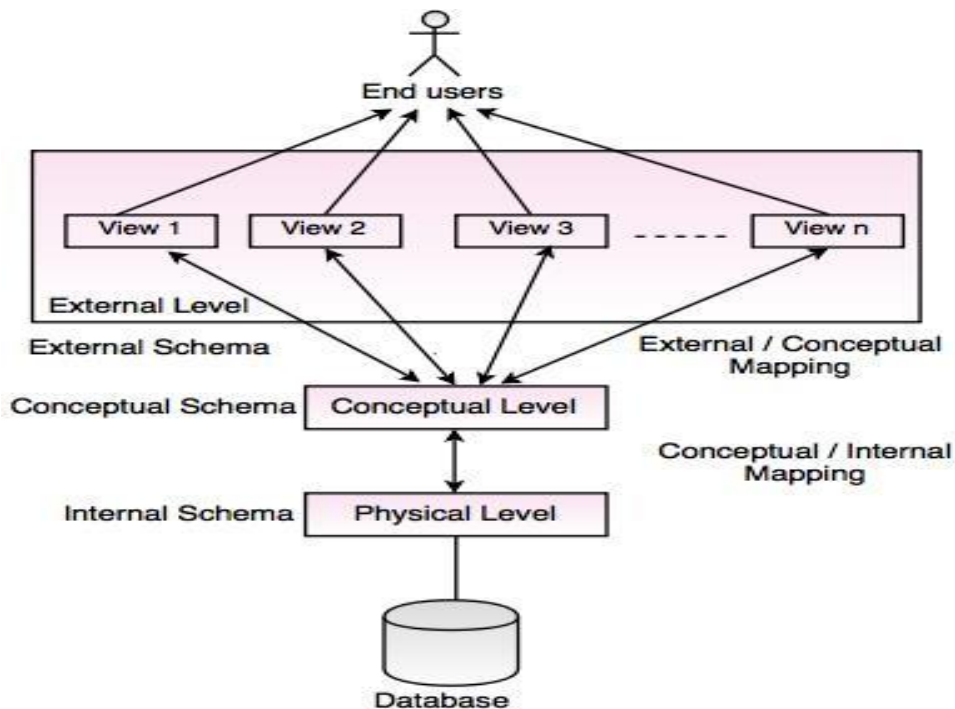 End users
View 1
View 2
View 3
View n
External Level
External Schema
External / Conceptual
Mapping
Conceptual Schema
Conceptual Level
Conceptual / Internal
Mapping
Internal Schema
Physical Level
Database